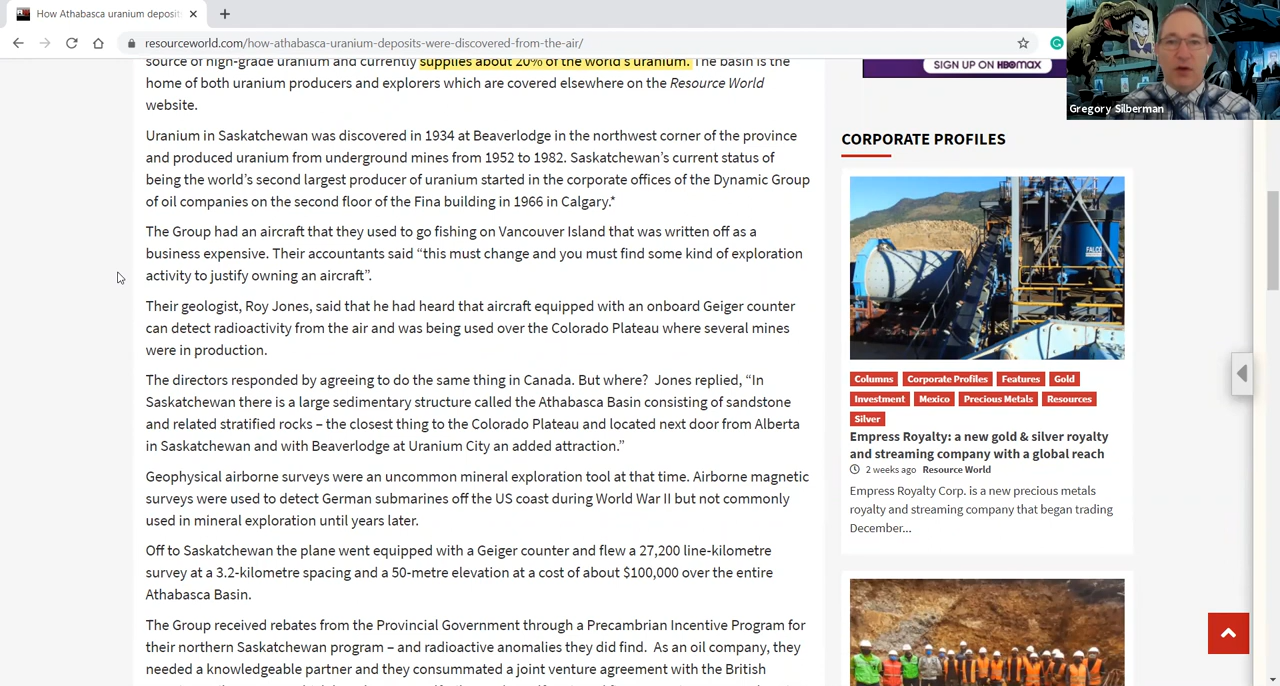 How Athabasca uranium deposits
resourceworld.com/how-athabasca-uranium-deposits-were-discovered-from-the-air/
Gregory Silberman
source of high-grade uranium and currently supplies about 20% of the world's uranium. The basin is the
home of both uranium producers and explorers which are covered elsewhere on the Resource World
website.
Uranium in Saskatchewan was discovered in 1934 at Beaverlodge in the northwest corner of the province
and produced uranium from underground mines from 1952 to 1982. Saskatchewan's current status of
being the world's second largest producer of uranium started in the corporate offices of the Dynamic Group
of oil companies on the second floor of the Fina building in 1966 in Calgary.*
The Group had an aircraft that they used to go fishing on Vancouver Island that was written off as a
business expensive. Their accountants said “this must change and you must find some kind of exploration
activity to justify owning an aircraft”.
Their geologist, Roy Jones, said that he had heard that aircraft equipped with an onboard Geiger counter
can detect radioactivity from the air and was being used over the Colorado Plateau where several mines
were in production.
The directors responded by agreeing to do the same thing in Canada. But where? Jones replied, “In
Saskatchewan there is a large sedimentary structure called the Athabasca Basin consisting of sandstone
and related stratified rocks – the closest thing to the Colorado Plateau and located next door from Alberta
in Saskatchewan and with Beaverlodge at Uranium City an added attraction.”
Geophysical airborne surveys were an uncommon mineral exploration tool at that time. Airborne magnetic
surveys were used to detect German submarines off the US coast during World War II but not commonly
used in mineral exploration until years later.
Off to Saskatchewan the plane went equipped with a Geiger counter and flew a 27,200 line-kilometre
survey at a 3.2-kilometre spacing and a 50-metre elevation at a cost of about $100,000 over the entire
Athabasca Basin.
The Group received rebates from the Provincial Government through a Precambrian Incentive Program for
their northern Saskatchewan program – and radioactive anomalies they did find. As an oil company, they
needed a knowledgeable partner and they consummated a joint venture agreement with the British
SIGN UP ON HBOMAX
CORPORATE PROFILES
FALCO
Columns Corporate Profiles Features Gold
Investment Mexico Precious Metals Resources
Silver
Empress Royalty: a new gold & silver royalty
and streaming company with a global reach
2 weeks ago Resource World
Empress Royalty Corp. is a new precious metals
royalty and streaming company that began trading
December...